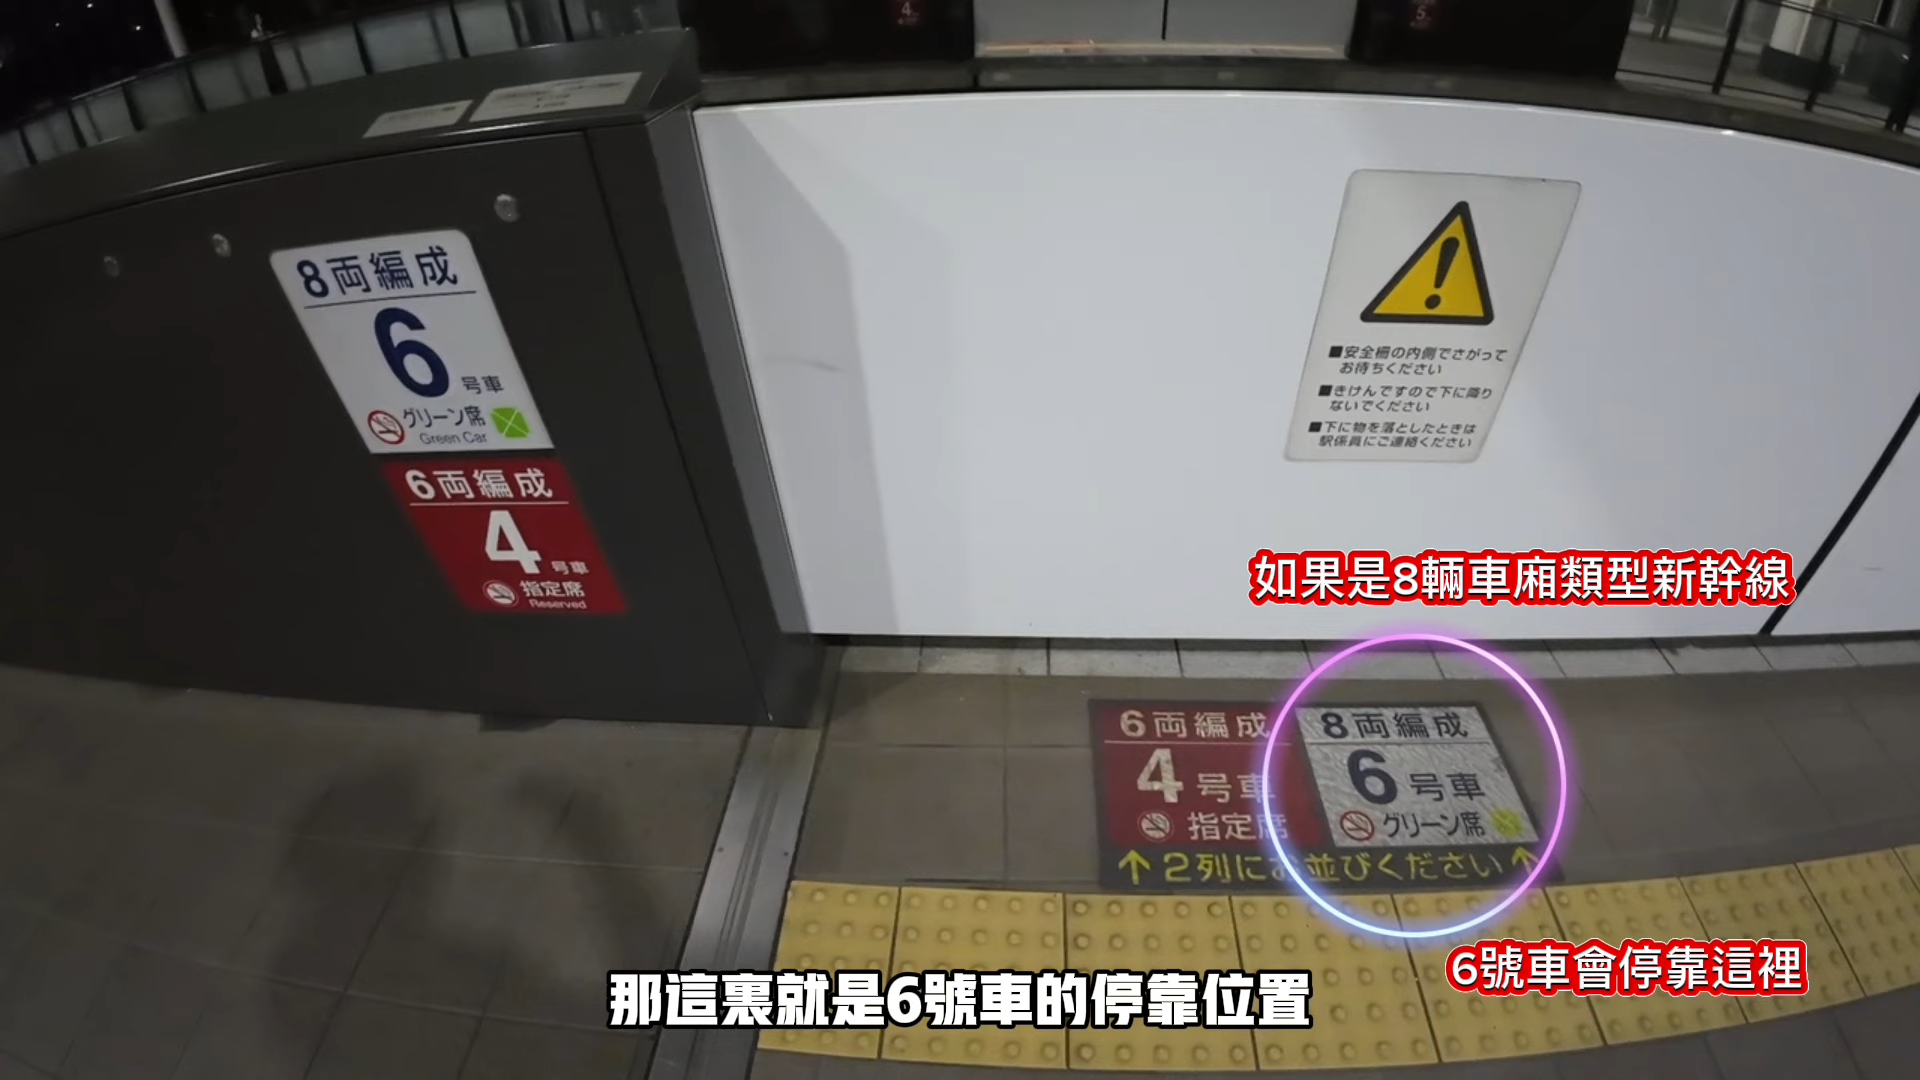 4
5
8両編成
6
号車
グリーン席
Green Car
6両編成
4
号車
指定席
Reserved
■安全柵の内側でさがって
お待ちください
■きけんですので下に降り
ないでください
■下に物を落としたときは
駅係員にご連絡ください
如果是8輛車廂類型新幹線
6両編成
4号車
指定席
8両編成
6号車
グリーン席
↑2列にお並びください↑
6號車會停靠這裡
那這裏就是6號車的停靠位置